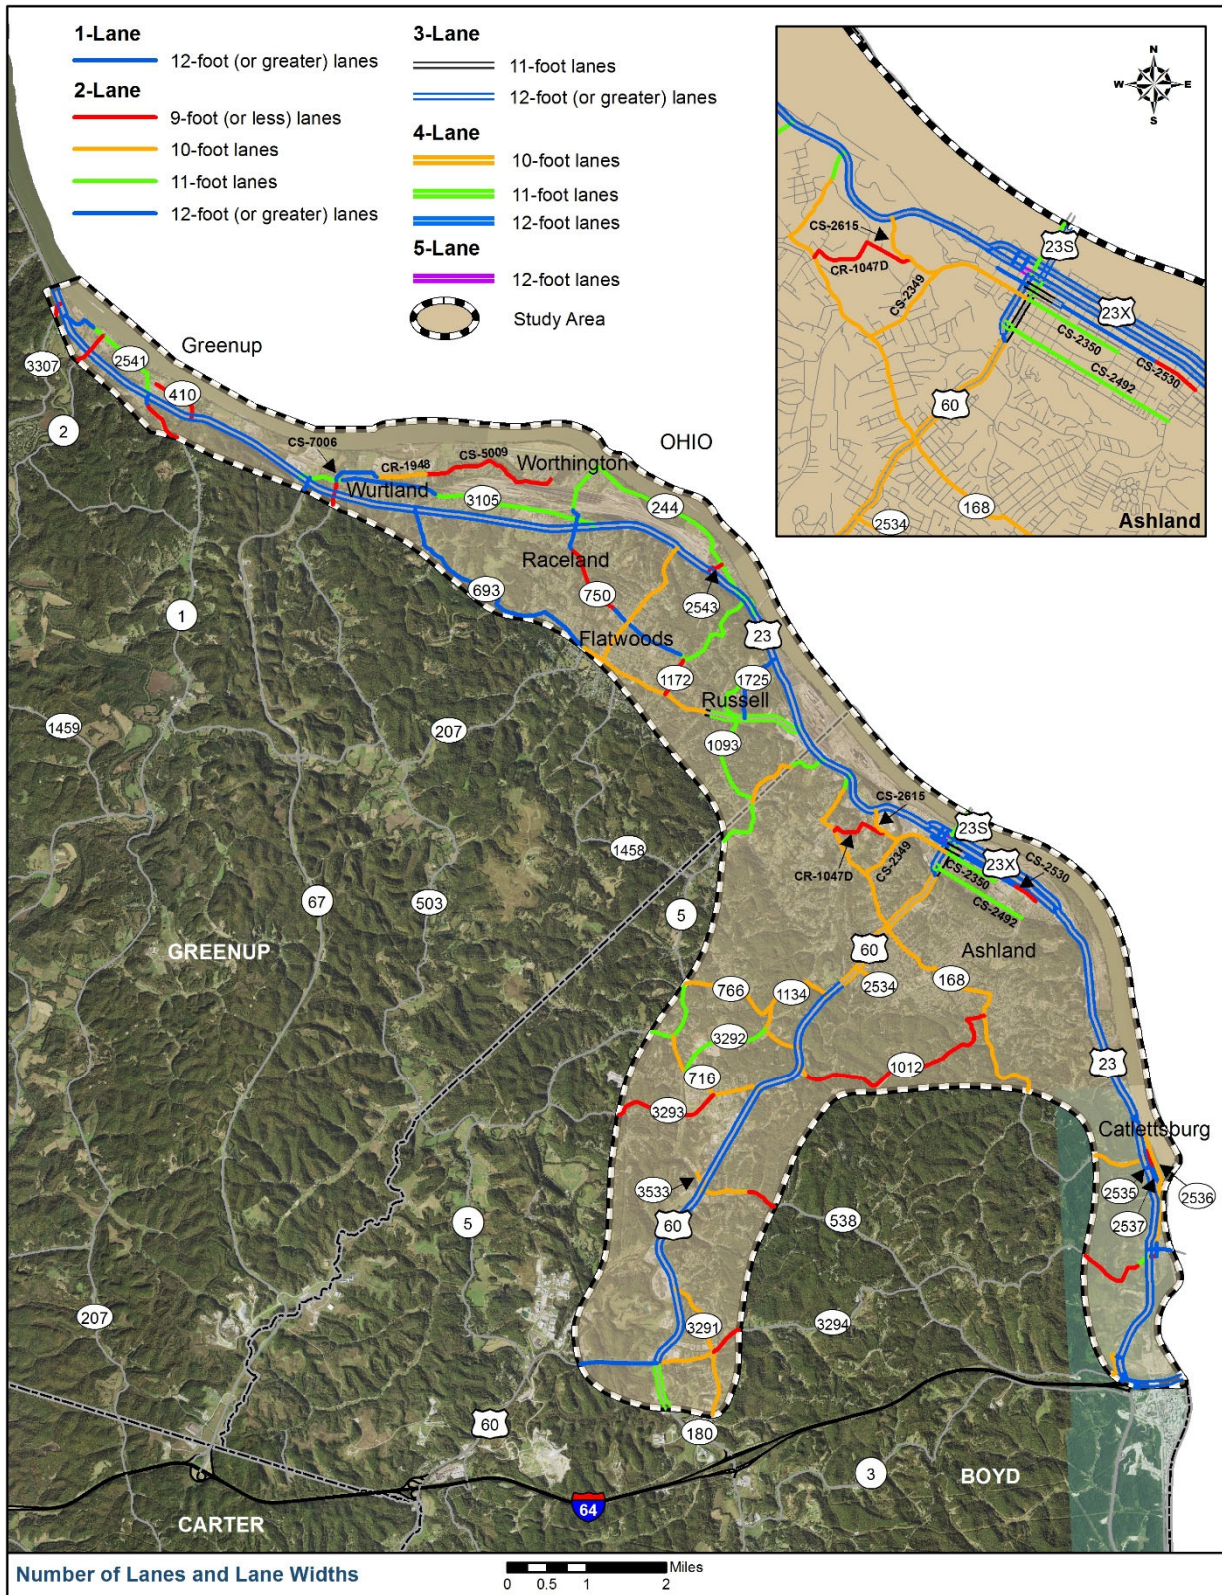 1-Lane
12-foot (or greater) lanes
2-Lane
9-foot (or less) lanes
10-foot lanes
11-foot lanes
12-foot (or greater) lanes
3-Lane
11-foot lanes
12-foot (or greater) lanes
4-Lane
10-foot lanes
11-foot lanes
12-foot lanes
5-Lane
12-foot lanes
Study Area
N
W E
S
CS-2615
CR-1047D
CS-2349
23S
23X
CS-2350
CS-2530
CS-2492
60
168
2534
Ashland
Greenup
3307
2541
410
2
CS-7006
CR-1948
CS-5009
Worthington
OHIO
Wurtland
3105
244
Raceland
693
750
2543
1
23
Flatwoods
1172
1725
Russell
1459
207
1093
CS-2615
23S
1458
CR-1047D
CS-2349
23X
CS-2530
CS-2350
CS-2492
67
503
5
GREENUP
60
Ashland
766
1134
2534
168
3292
716
1012
23
3293
Catlettsburg
3533
2535
2536
5
60
538
2537
207
3291
3294
60
180
3
BOYD
64
CARTER
Number of Lanes and Lane Widths
Miles
0 0.5 1 2